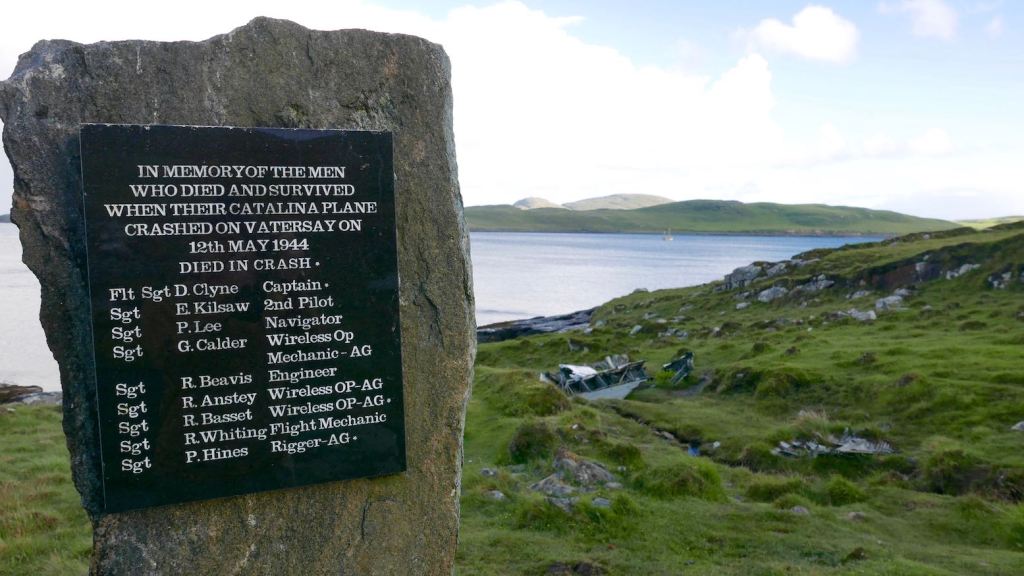 IN MEMORY OF THE MEN
WHO DIED AND SURVIVED
WHEN THEIR CATALINA PLANE
CRASHED ON VATERSAY ON
12th MAY 1944
DIED IN CRASH •
Flt Sgt D. Clyne Captain •
Sgt E. Kilsaw 2nd Pilot
Sgt P. Lee Navigator
Sgt G. Calder Wireless Op
Mechanic - AG
Sgt R. Beavis Engineer
Sgt R. Anstey Wireless OP-AG
Sgt R. Basset Wireless OP-AG •
Sgt R. Whiting Flight Mechanic
Sgt P. Hines Rigger-AG •